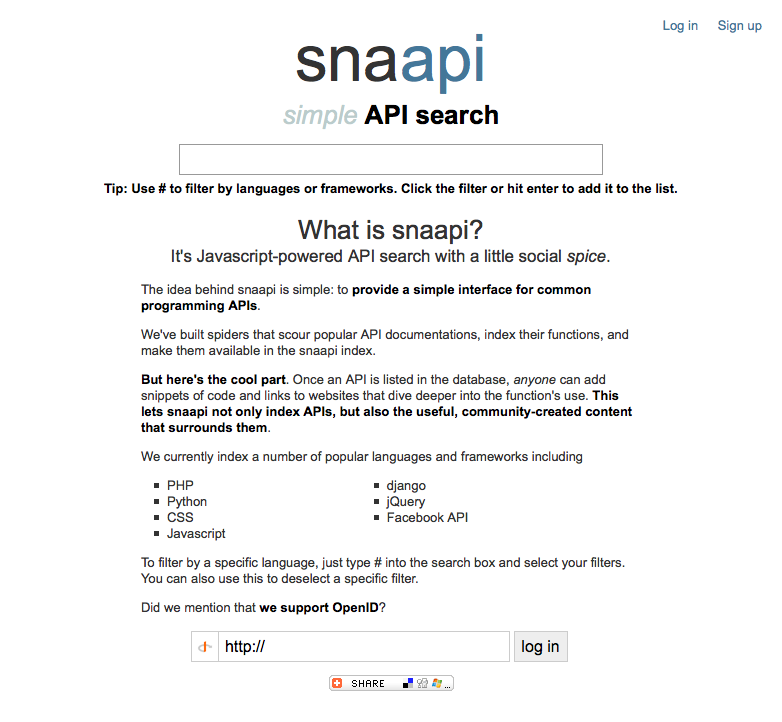 Log in Sign up
snaapi
simple API search
Tip: Use # to filter by languages or frameworks. Click the filter or hit enter to add it to the list.
What is snaapi?
It's Javascript-powered API search with a little social spice.
The idea behind snaapi is simple: to provide a simple interface for common
programming APIs.
We've built spiders that scour popular API documentations, index their functions, and
make them available in the snaapi index.
But here's the cool part. Once an API is listed in the database, anyone can add
snippets of code and links to websites that dive deeper into the function's use. This
lets snaapi not only index APIs, but also the useful, community-created content
that surrounds them.
We currently index a number of popular languages and frameworks including
PHP
Python
CSS
Javascript
django
jQuery
Facebook API
To filter by a specific language, just type # into the search box and select your filters.
You can also use this to deselect a specific filter.
Did we mention that we support OpenID?
http:// log in
SHARE ...